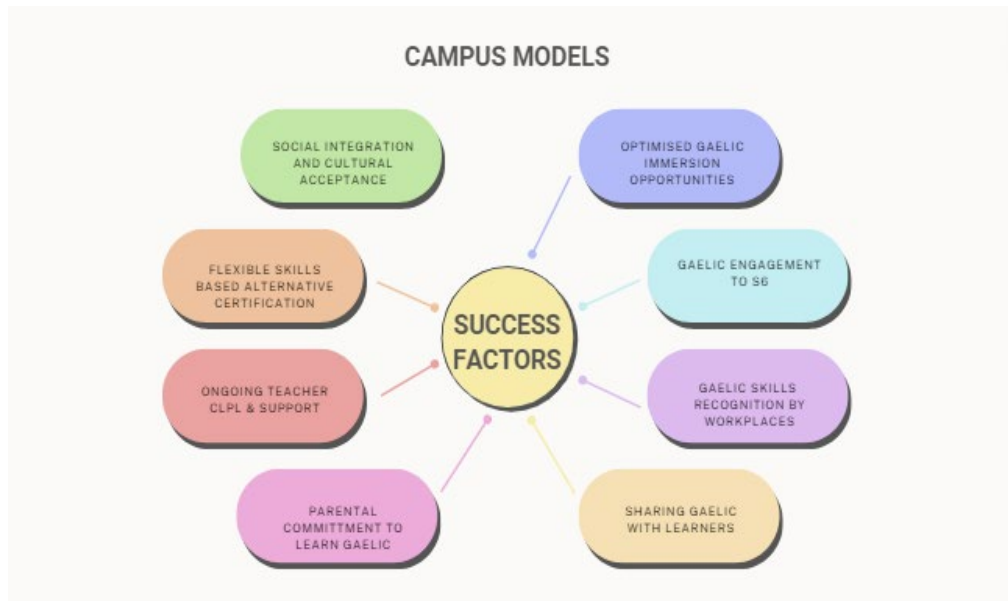 CAMPUS MODELS
SOCIAL INTEGRATION
AND CULTURAL
ACCEPTANCE
OPTIMISED GAELIC
IMMERSION
OPPORTUNITIES
FLEXIBLE SKILLS
BASED ALTERNATIVE
CERTIFICATION
GAELIC ENGAGEMENT
TO S6
SUCCESS
FACTORS
ONGOING TEACHER
CLPL & SUPPORT
GAELIC SKILLS
RECOGNITION BY
WORKPLACES
PARENTAL
COMMITTMENT TO
LEARN GAELIC
SHARING GAELIC
WITH LEARNERS